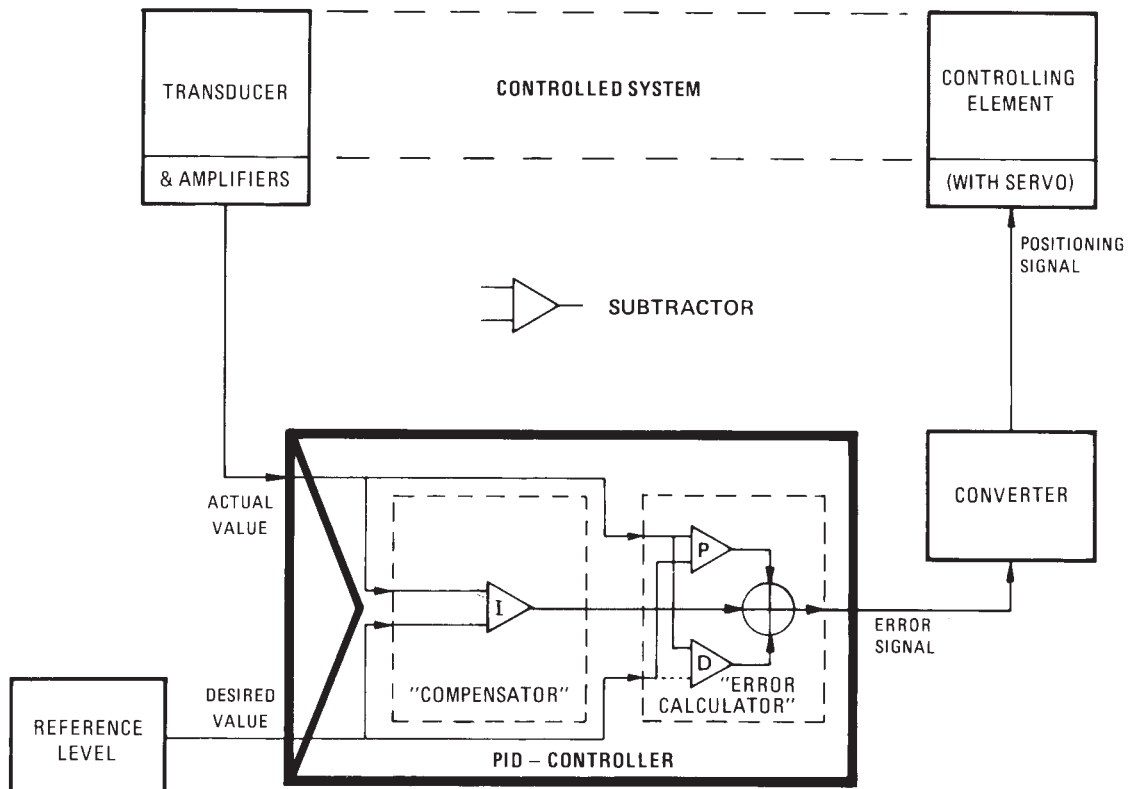 TRANSDUCER
& AMPLIFIERS
CONTROLLED SYSTEM
CONTROLLING
ELEMENT
(WITH SERVO)
POSITIONING
SIGNAL
SUBTRACTOR
CONVERTER
ACTUAL
VALUE
P
I
D
ERROR
SIGNAL
"COMPENSATOR"
"ERROR
CALCULATOR"
DESIRED
VALUE
REFERENCE
LEVEL
PID – CONTROLLER